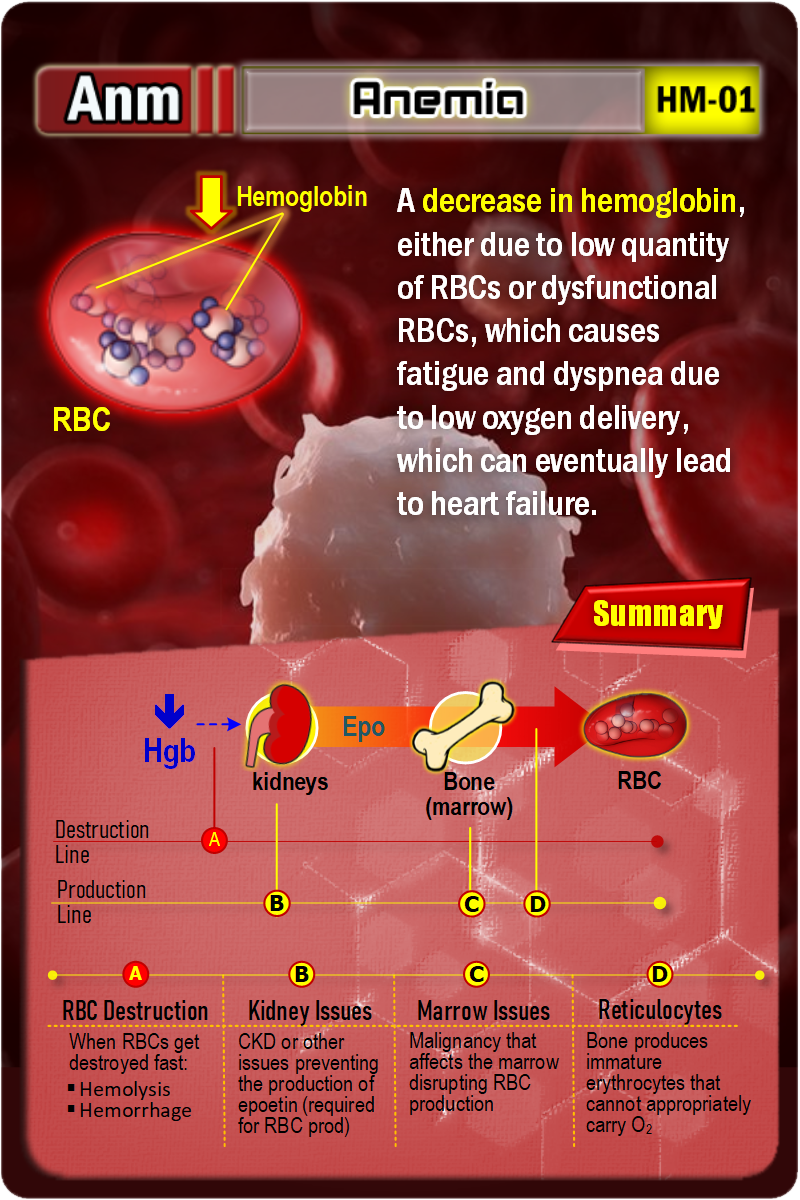 Anm
Anemia
HM-01
Hemoglobin
RBC
A decrease in hemoglobin,
either due to low quantity
of RBCs or dysfunctional
RBCs, which causes
fatigue and dyspnea due
to low oxygen delivery,
which can eventually lead
to heart failure.
Summary
Hgb
Epo
kidneys
Bone
(marrow)
RBC
Destruction
Line
A
Production
Line
B
C
D
A
B
C
D
RBC Destruction
When RBCs get
destroyed fast:
▪ Hemolysis
▪ Hemorrhage
Kidney Issues
CKD or other
issues preventing
the production of
epoetin (required
for RBC prod)
Marrow Issues
Malignancy that
affects the marrow
disrupting RBC
production
Reticulocytes
Bone produces
immature
erythrocytes that
cannot appropriately
carry O₂